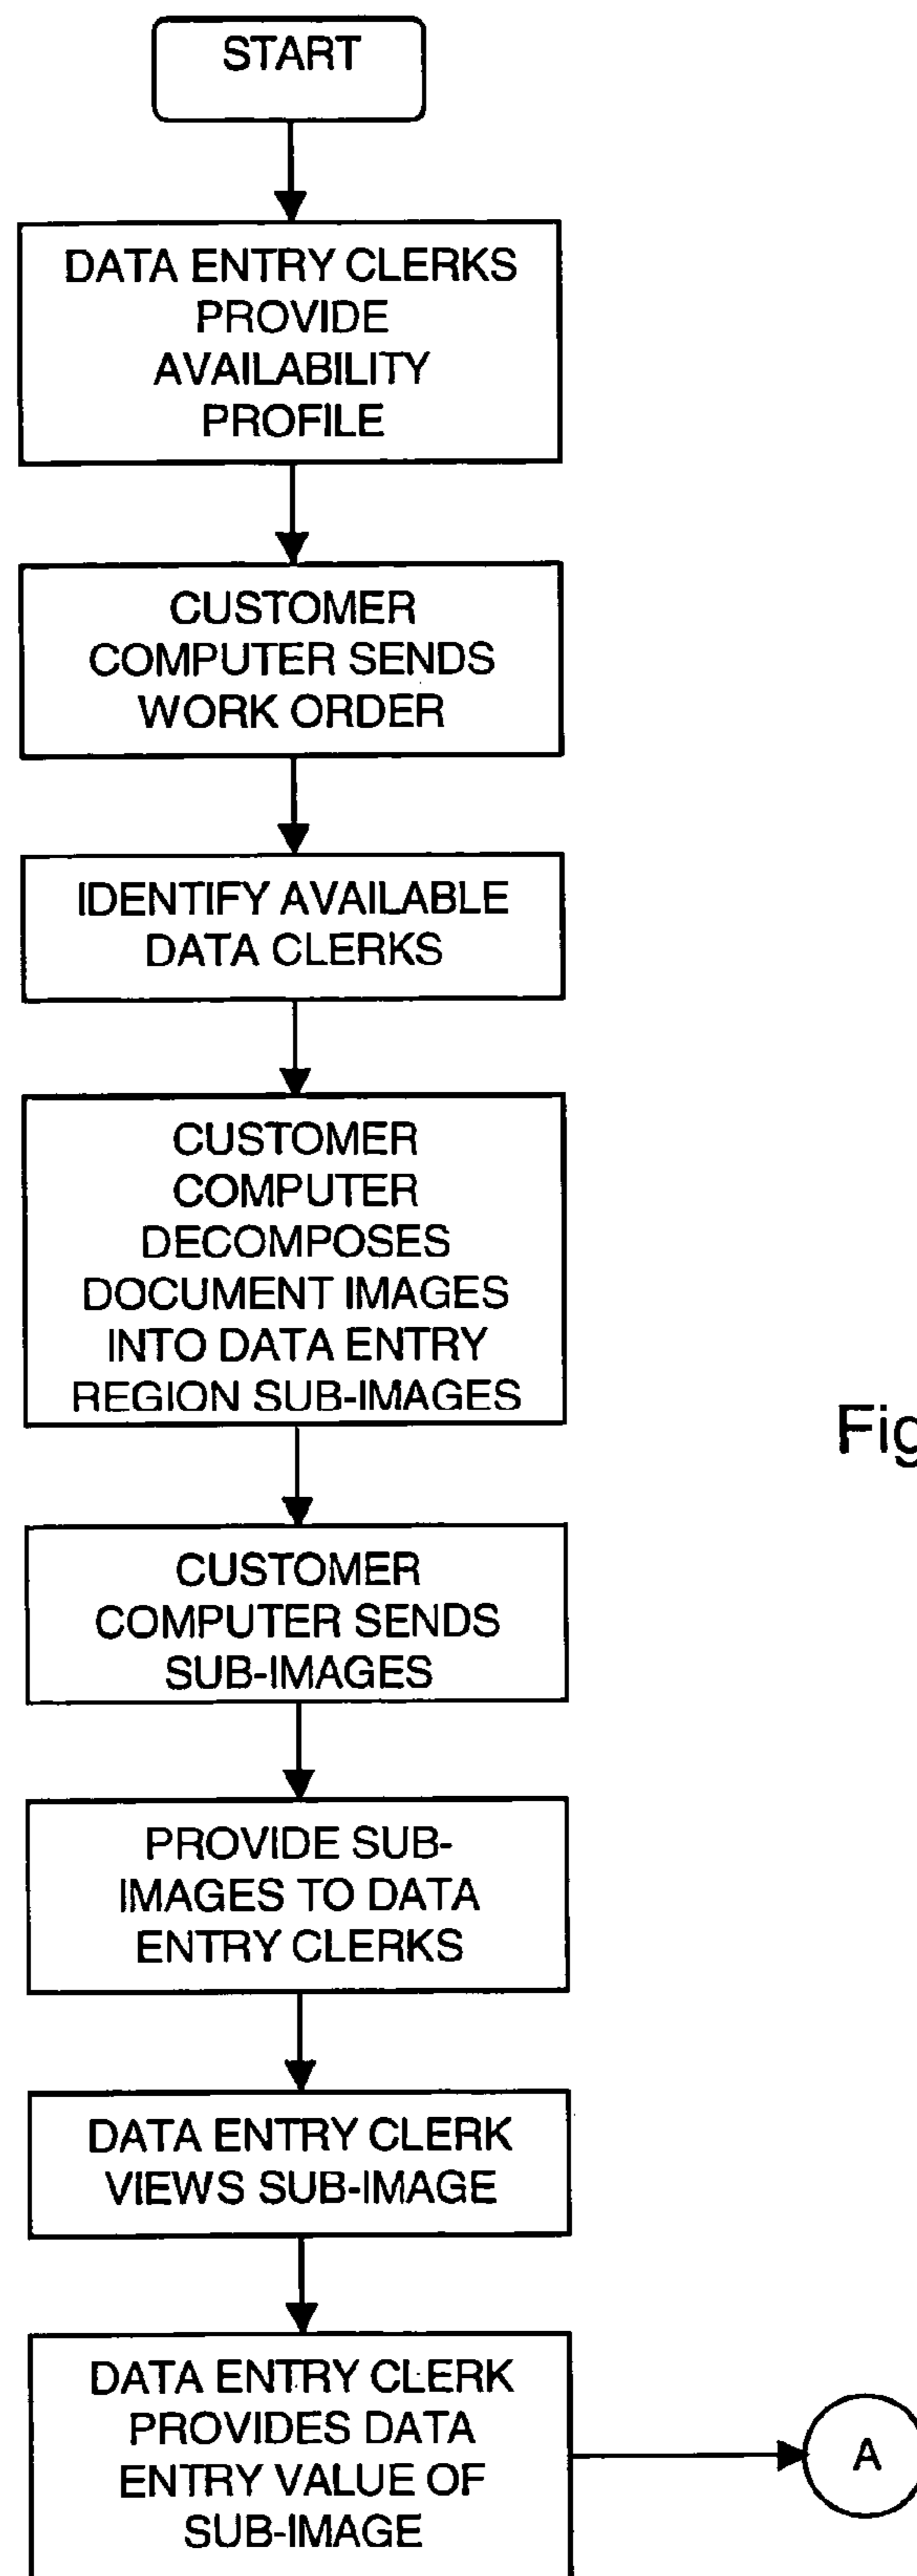 START
DATA ENTRY CLERKS
PROVIDE
AVAILABILITY
PROFILE
CUSTOMER
COMPUTER SENDS
WORK ORDER
IDENTIFY AVAILABLE
DATA CLERKS
CUSTOMER
COMPUTER
DECOMPOSES
DOCUMENT IMAGES
INTO DATA ENTRY
REGION SUB-IMAGES
Fig
CUSTOMER
COMPUTER SENDS
SUB-IMAGES
PROVIDE SUB-
IMAGES TO DATA
ENTRY CLERKS
DATA ENTRY CLERK
VIEWS SUB-IMAGE
DATA ENTRY CLERK
PROVIDES DATA
ENTRY VALUE OF
SUB-IMAGE
A